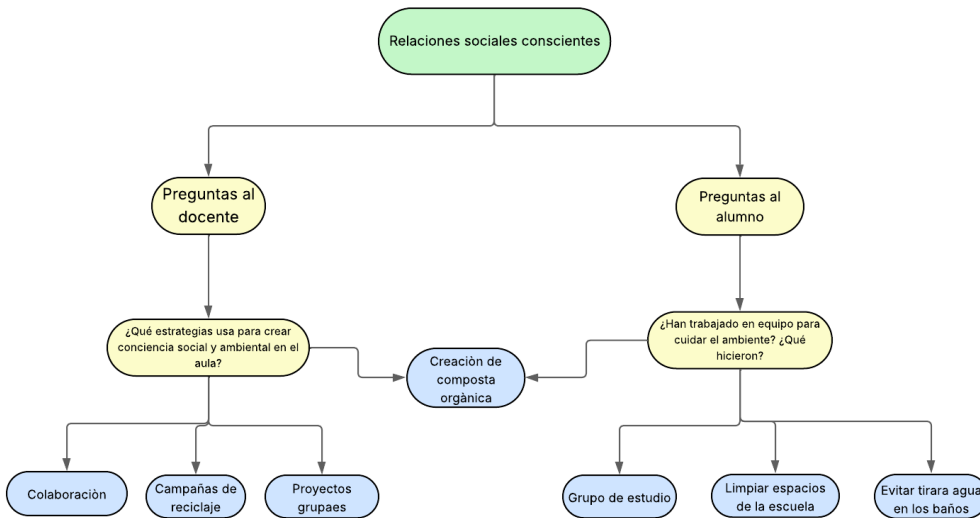 Relaciones sociales conscientes
Preguntas al
docente
Preguntas al
alumno
¿Qué estrategias usa para crear
conciencia social y ambiental en el
aula?
¿Han trabajado en equipo para
cuidar el ambiente? ¿Qué
hicieron?
Creaciòn de
composta
orgànica
Colaboraciòn
Campañas de
reciclaje
Proyectos
grupaes
Grupo de estudio
Limpiar espacios
de la escuela
Evitar tirara agua
en los baños